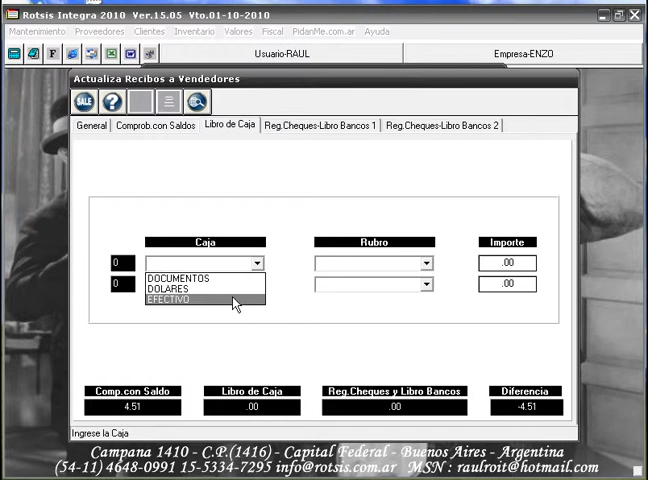 Rotsis Integra 2010 Ver.15.05 Vto.01-10-2010
Mantenimiento Proveedores Clientes Inventario Valores Fiscal PidanMe.com.ar Ayuda
F W Usuario-RAUL Empresa-ENZO
Actualiza Recibos a Vendedores
SALE ?
General Comprob.con Saldos Libro de Caja Reg.Cheques-Libro Bancos 1 Reg.Cheques-Libro Bancos 2
Caja Rubro Importe
0 .00
DOCUMENTOS
0 DOLARES .00
EFECTIVO
Comp.con Saldo Libro de Caja Reg.Cheques y Libro Bancos Diferencia
4.51 .00 .00 -4.51
Ingrese la Caja
Campana 1410 - C.P.(1416) - Capital Federal - Buenos Aires - Argentina
(54-11) 4648-0991 15-5334-7295 info@rotsis.com.ar MSN : raulroit@hotmail.com